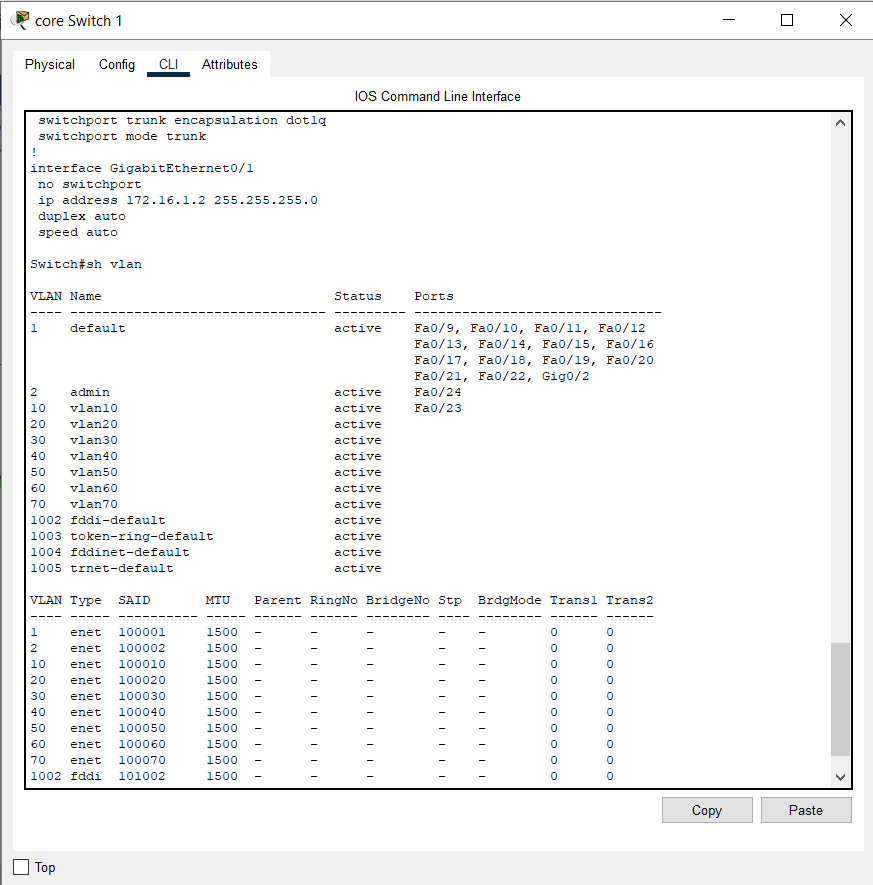 core Switch 1
Physical Config CLI Attributes
IOS Command Line Interface
switchport trunk encapsulation dot1q
switchport mode trunk
!
interface GigabitEthernet0/1
no switchport
ip address 172.16.1.2 255.255.255.0
duplex auto
speed auto
Switch#sh vlan
VLAN Name Status Ports
---- -------------------------------- --------- -------------------------------
1 default active Fa0/9, Fa0/10, Fa0/11, Fa0/12
Fa0/13, Fa0/14, Fa0/15, Fa0/16
Fa0/17, Fa0/18, Fa0/19, Fa0/20
Fa0/21, Fa0/22, Gig0/2
2 admin active Fa0/24
10 vlan10 active Fa0/23
20 vlan20 active
30 vlan30 active
40 vlan40 active
50 vlan50 active
60 vlan60 active
70 vlan70 active
1002 fddi-default active
1003 token-ring-default active
1004 fddinet-default active
1005 trnet-default active
VLAN Type SAID MTU Parent RingNo BridgeNo Stp BrdgMode Trans1 Trans2
---- ----- ---------- ----- ------ ------ -------- ---- -------- ------ ------
1 enet 100001 1500 - - - - - 0 0
2 enet 100002 1500 - - - - - 0 0
10 enet 100010 1500 - - - - - 0 0
20 enet 100020 1500 - - - - - 0 0
30 enet 100030 1500 - - - - - 0 0
40 enet 100040 1500 - - - - - 0 0
50 enet 100050 1500 - - - - - 0 0
60 enet 100060 1500 - - - - - 0 0
70 enet 100070 1500 - - - - - 0 0
1002 fddi 101002 1500 - - - - - 0 0
Copy Paste
Top